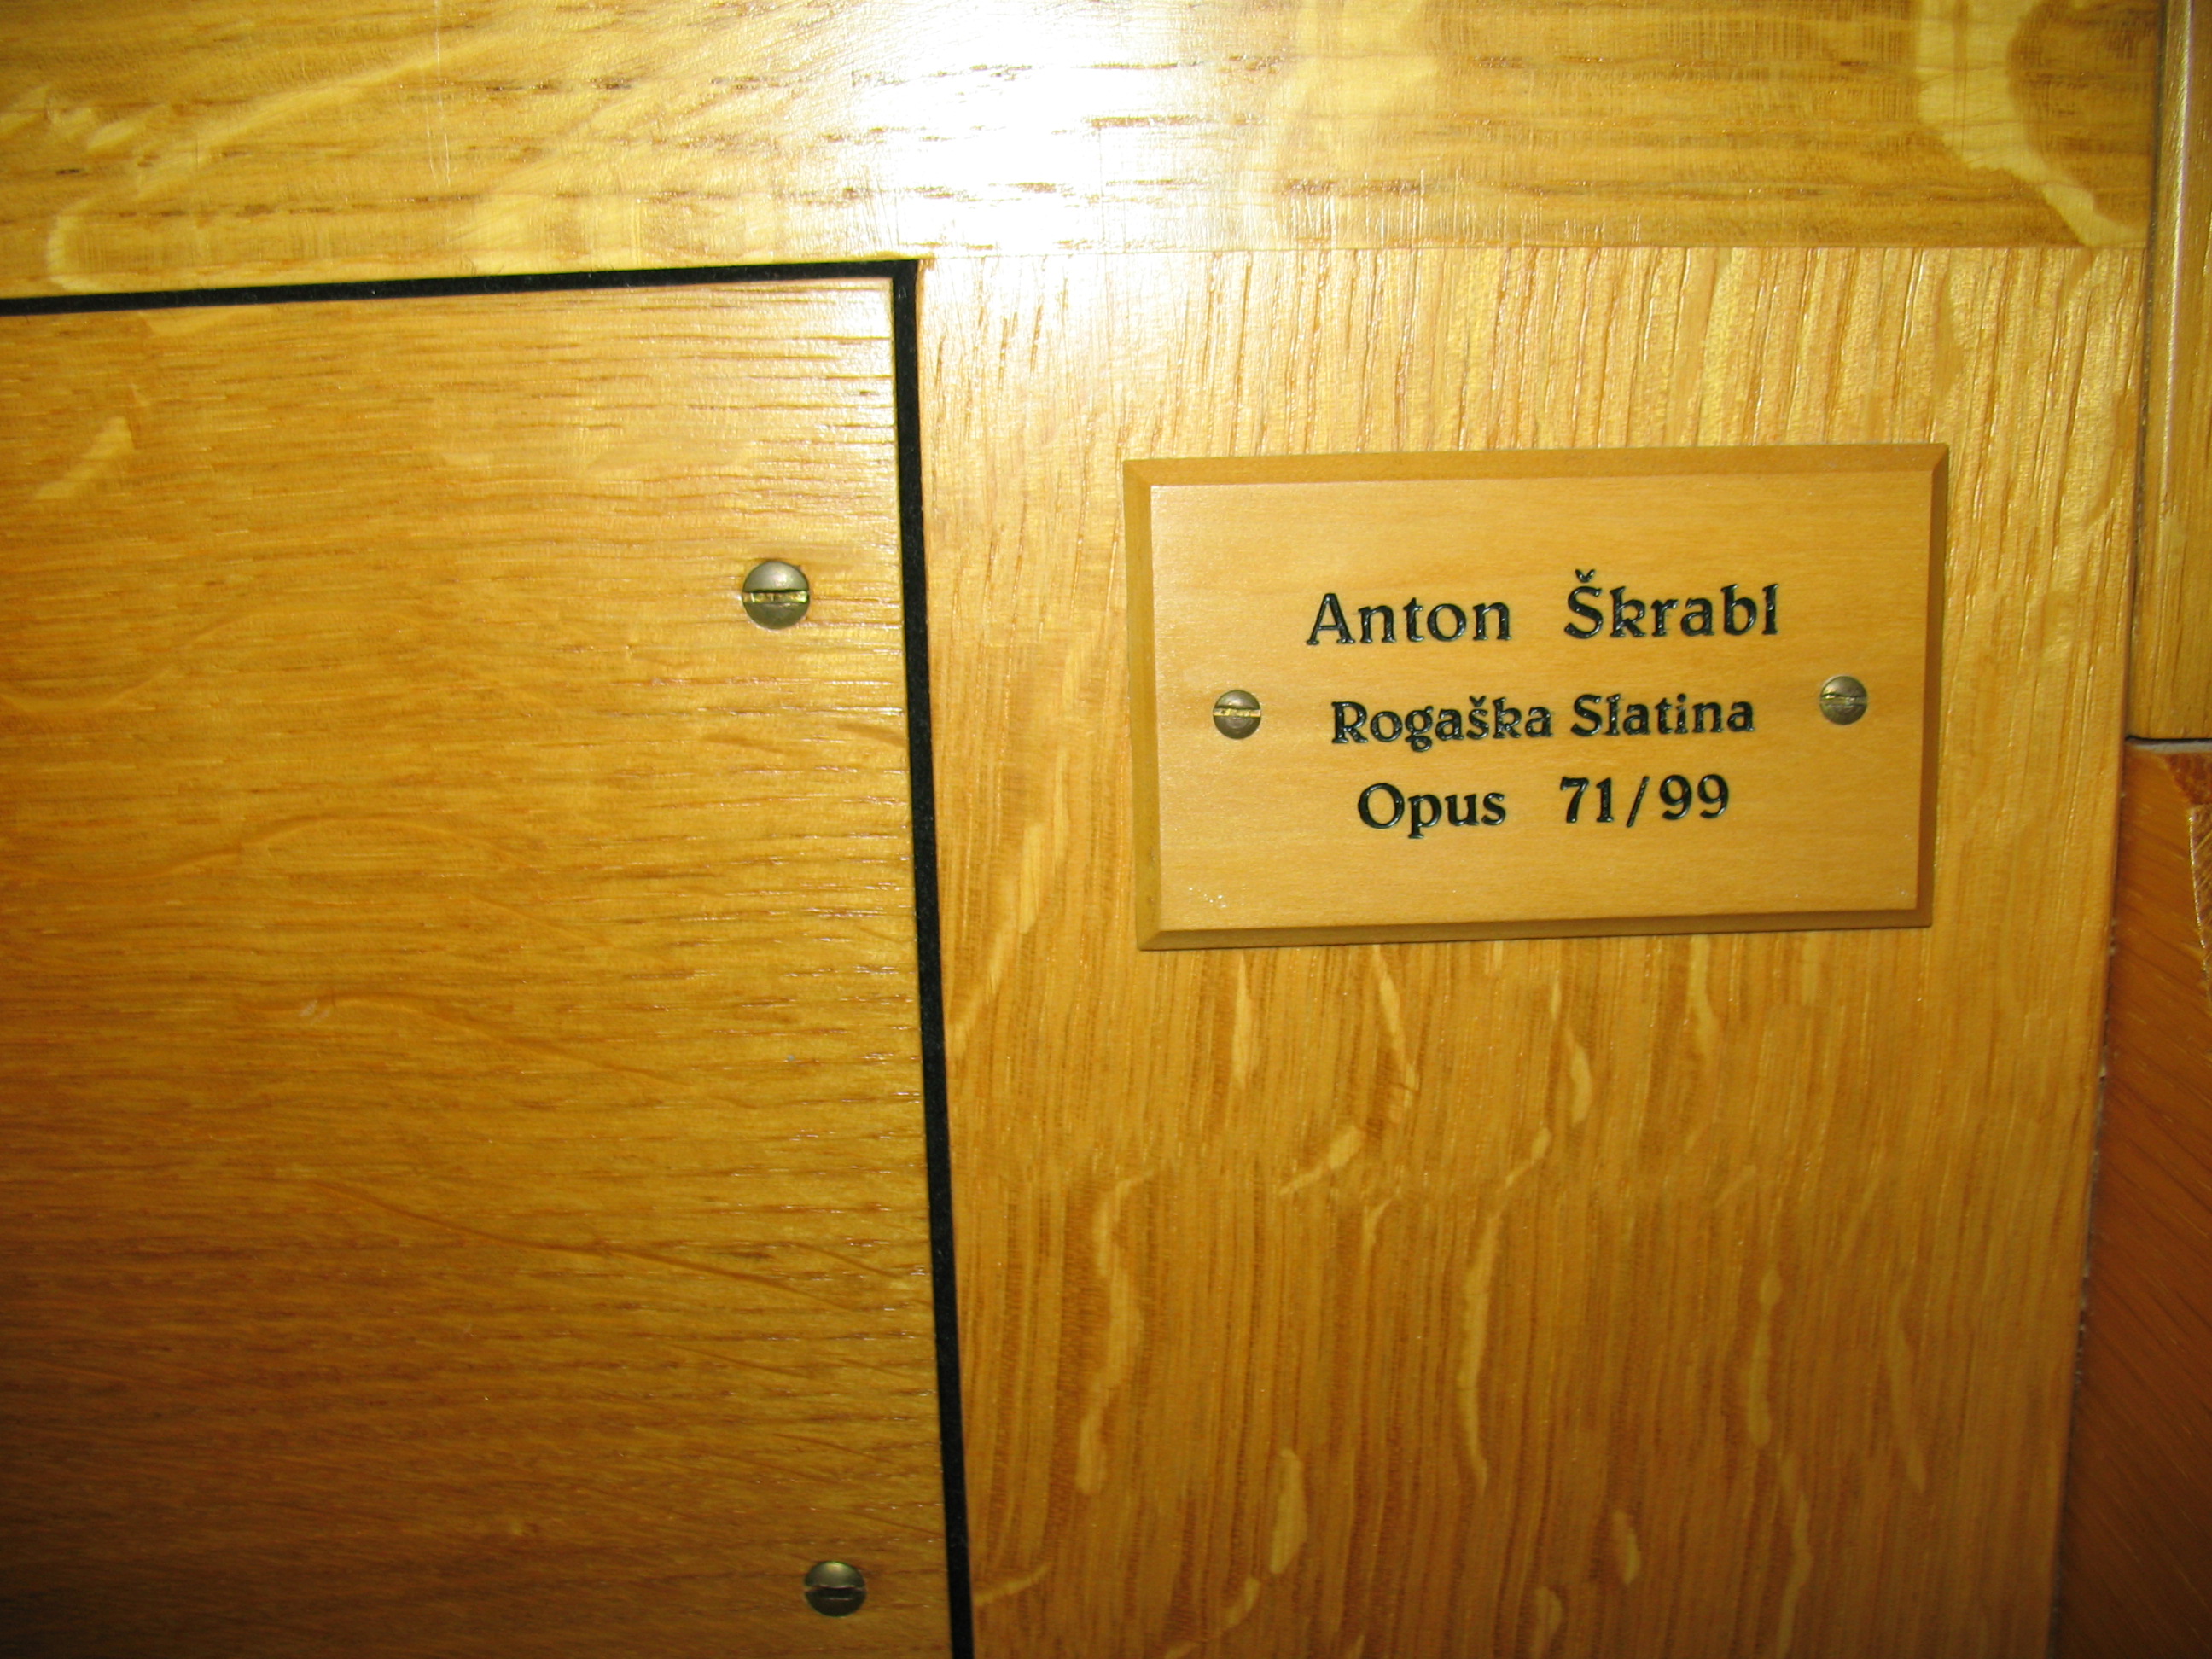 Anton Škrabl
Rogaška Slatina
Opus 71/99